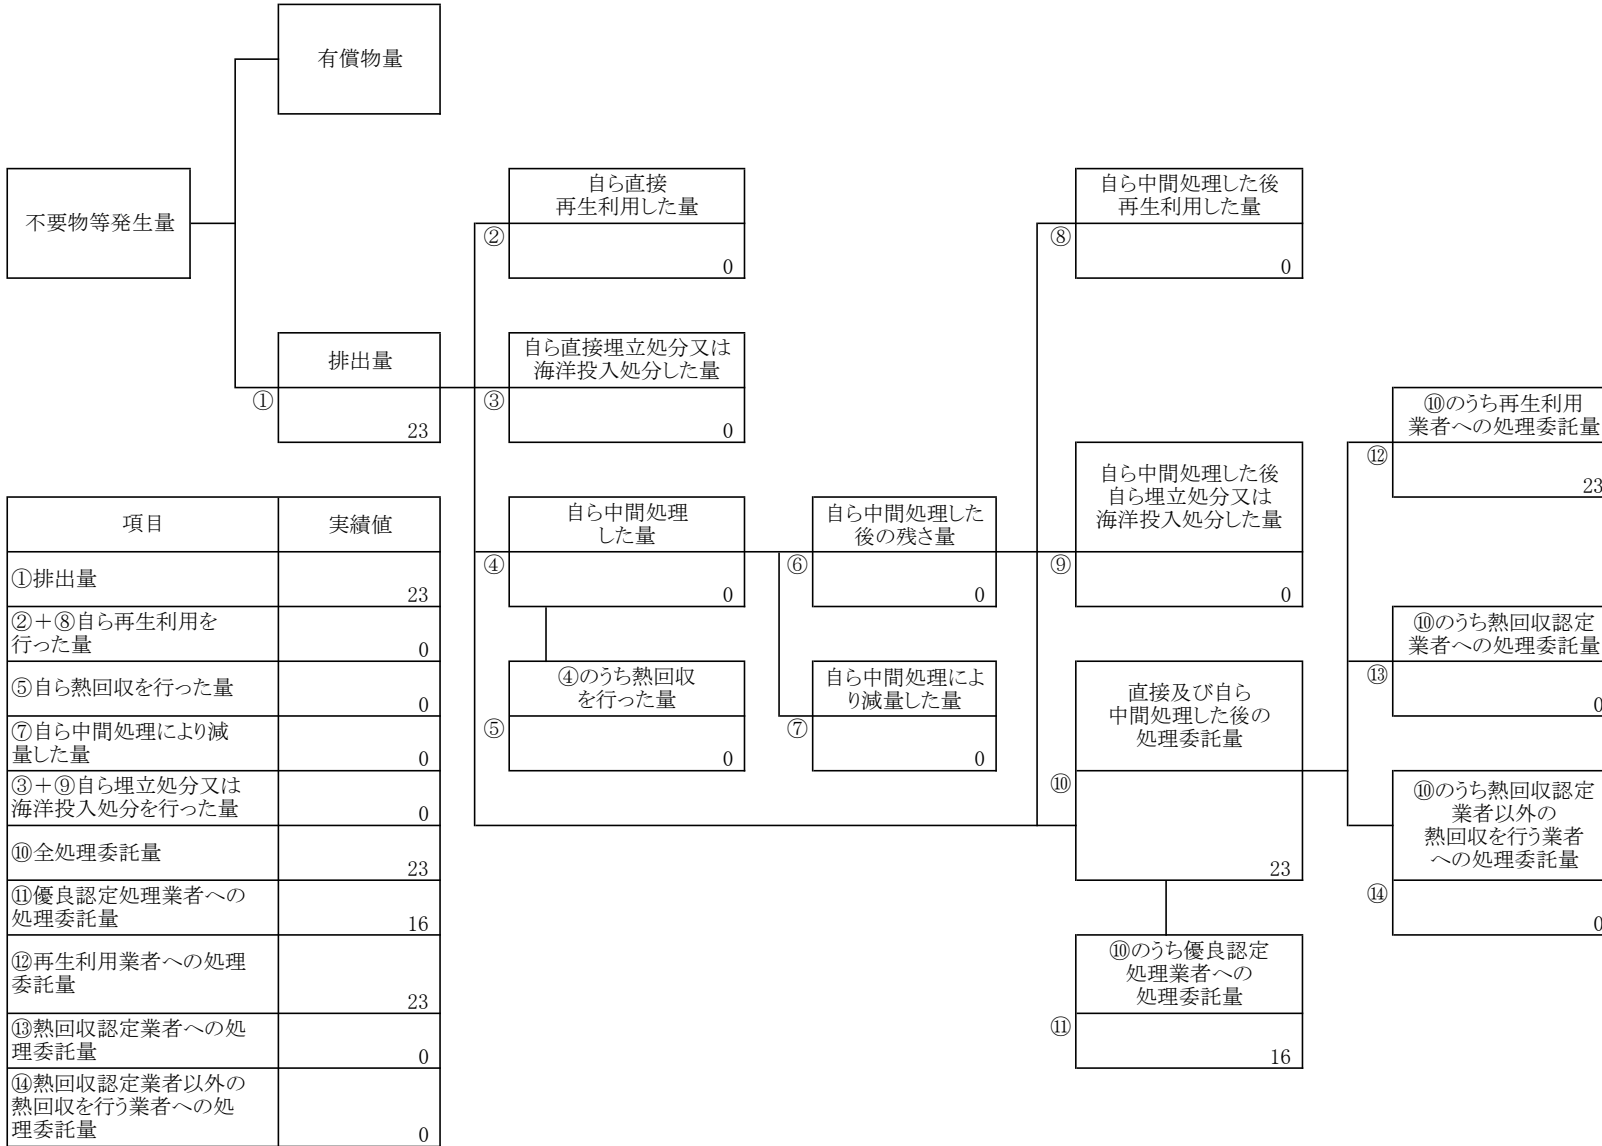 有償物量
不要物等発生量
自ら直接
再生利用した量
②
0
自ら中間処理した後
再生利用した量
⑧
0
排出量
①
23
自ら直接埋立処分又は
海洋投入処分した量
③
0
⑩のうち再生利用
業者への処理委託量
⑫
23
自ら中間処理
した量
④
0
自ら中間処理した
後の残さ量
⑥
0
自ら中間処理した後
自ら埋立処分又は
海洋投入処分した量
⑨
0
⑩のうち熱回収認定
業者への処理委託量
⑬
0
④のうち熱回収
を行った量
⑤
0
自ら中間処理によ
り減量した量
⑦
0
直接及び自ら
中間処理した後の
処理委託量
⑩
23
⑩のうち熱回収認定
業者以外の
熱回収を行う業者
への処理委託量
⑭
0
⑩のうち優良認定
処理業者への
処理委託量
⑪
16
項目 実績値
①排出量 23
②+⑧自ら再生利用を
行った量 0
⑤自ら熱回収を行った量 0
⑦自ら中間処理により減
量した量 0
③+⑨自ら埋立処分又は
海洋投入処分を行った量 0
⑩全処理委託量 23
⑪優良認定処理業者への
処理委託量 16
⑫再生利用業者への処理
委託量 23
⑬熱回収認定業者への処
理委託量 0
⑭熱回収認定業者以外の
熱回収を行う業者への処
理委託量 0